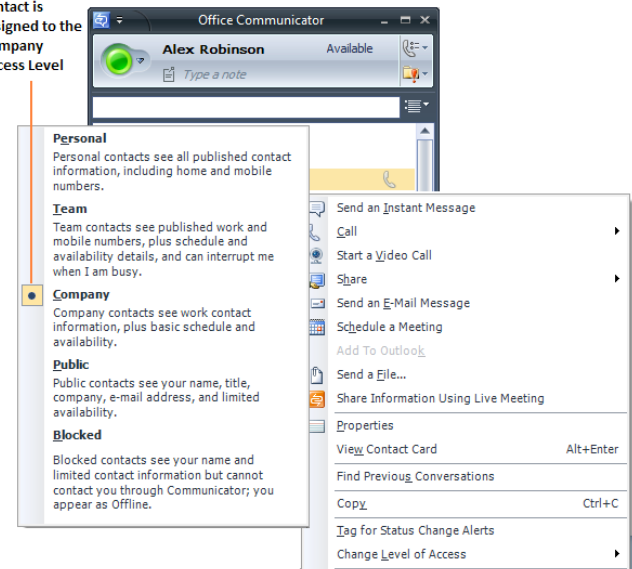 ntact is
signed to the
mpany
cess Level
Office Communicator
Alex Robinson
Available
Type a note
Personal
Personal contacts see all published contact
information, including home and mobile
numbers.
Team
Team contacts see published work and
mobile numbers, plus schedule and
availability details, and can interrupt me
when I am busy.
Company
Company contacts see work contact
information, plus basic schedule and
availability.
Public
Public contacts see your name, title,
company, e-mail address, and limited
availability.
Blocked
Blocked contacts see your name and
limited contact information but cannot
contact you through Communicator; you
appear as Offline.
Send an Instant Message
Call
Start a Video Call
Share
Send an E-Mail Message
Schedule a Meeting
Add To Outlook
Send a File...
Share Information Using Live Meeting
Properties
View Contact Card Alt+Enter
Find Previous Conversations
Copy Ctrl+C
Tag for Status Change Alerts
Change Level of Access